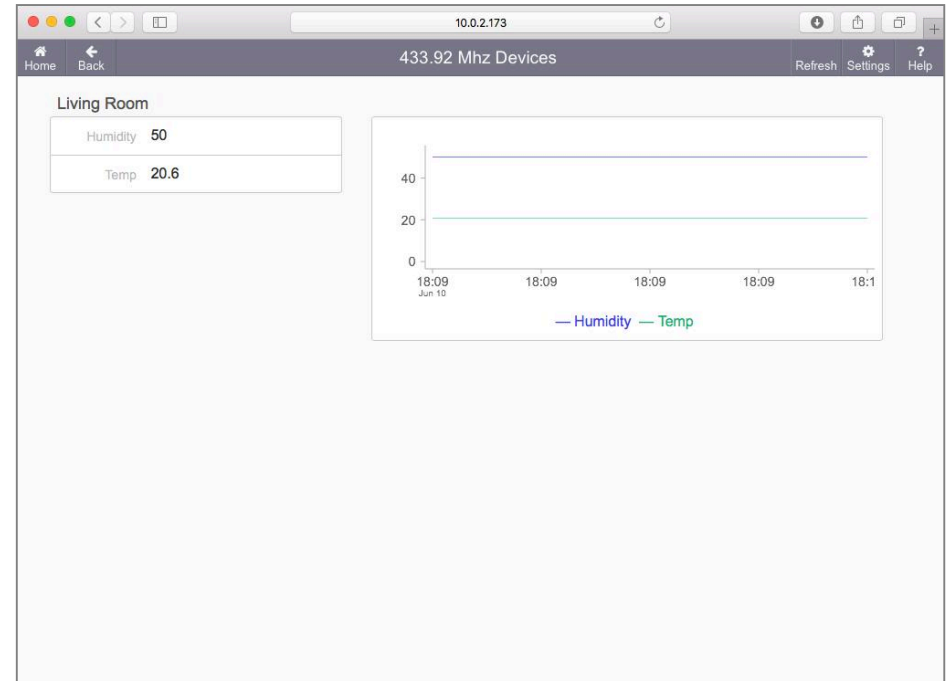 10.0.2.173
Home Back 433.92 Mhz Devices Refresh Settings ? Help
Living Room
Humidity 50
Temp 20.6
40
20
0
18:09 18:09 18:09 18:09 18:1
Jun 10
— Humidity — Temp